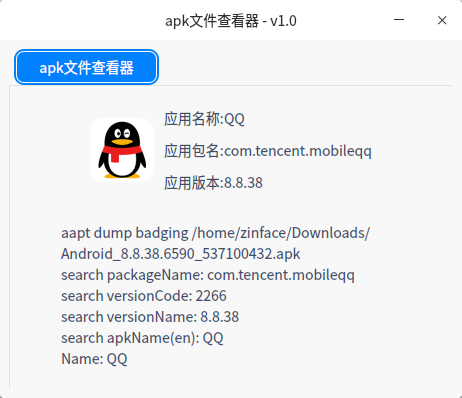 apk文件查看器 - v1.0
apk文件查看器
应用名称:QQ
应用包名:com.tencent.mobileqq
应用版本:8.8.38
aapt dump badging /home/zinface/Downloads/
Android_8.8.38.6590_537100432.apk
search packageName: com.tencent.mobileqq
search versionCode: 2266
search versionName: 8.8.38
search apkName(en): QQ
Name: QQ